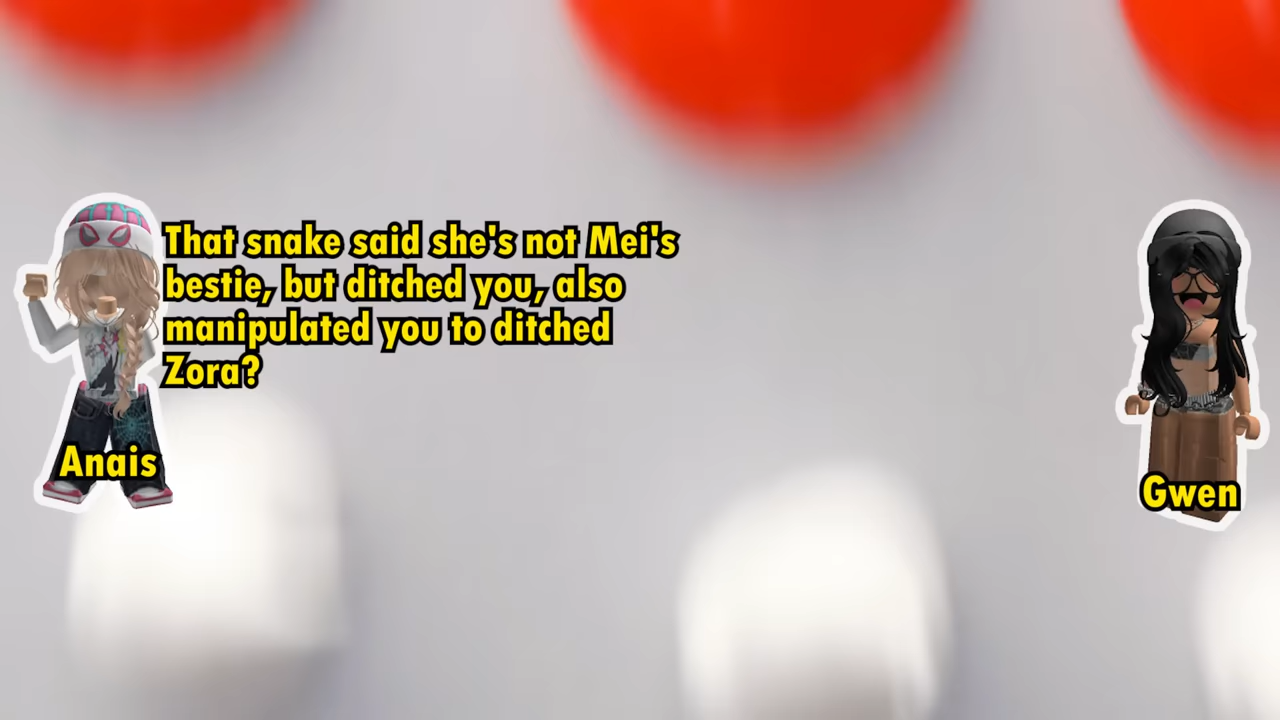 That snake said she's not Mei's
bestie, but ditched you, also
manipulated you to ditched
Zora?
Anais
Gwen